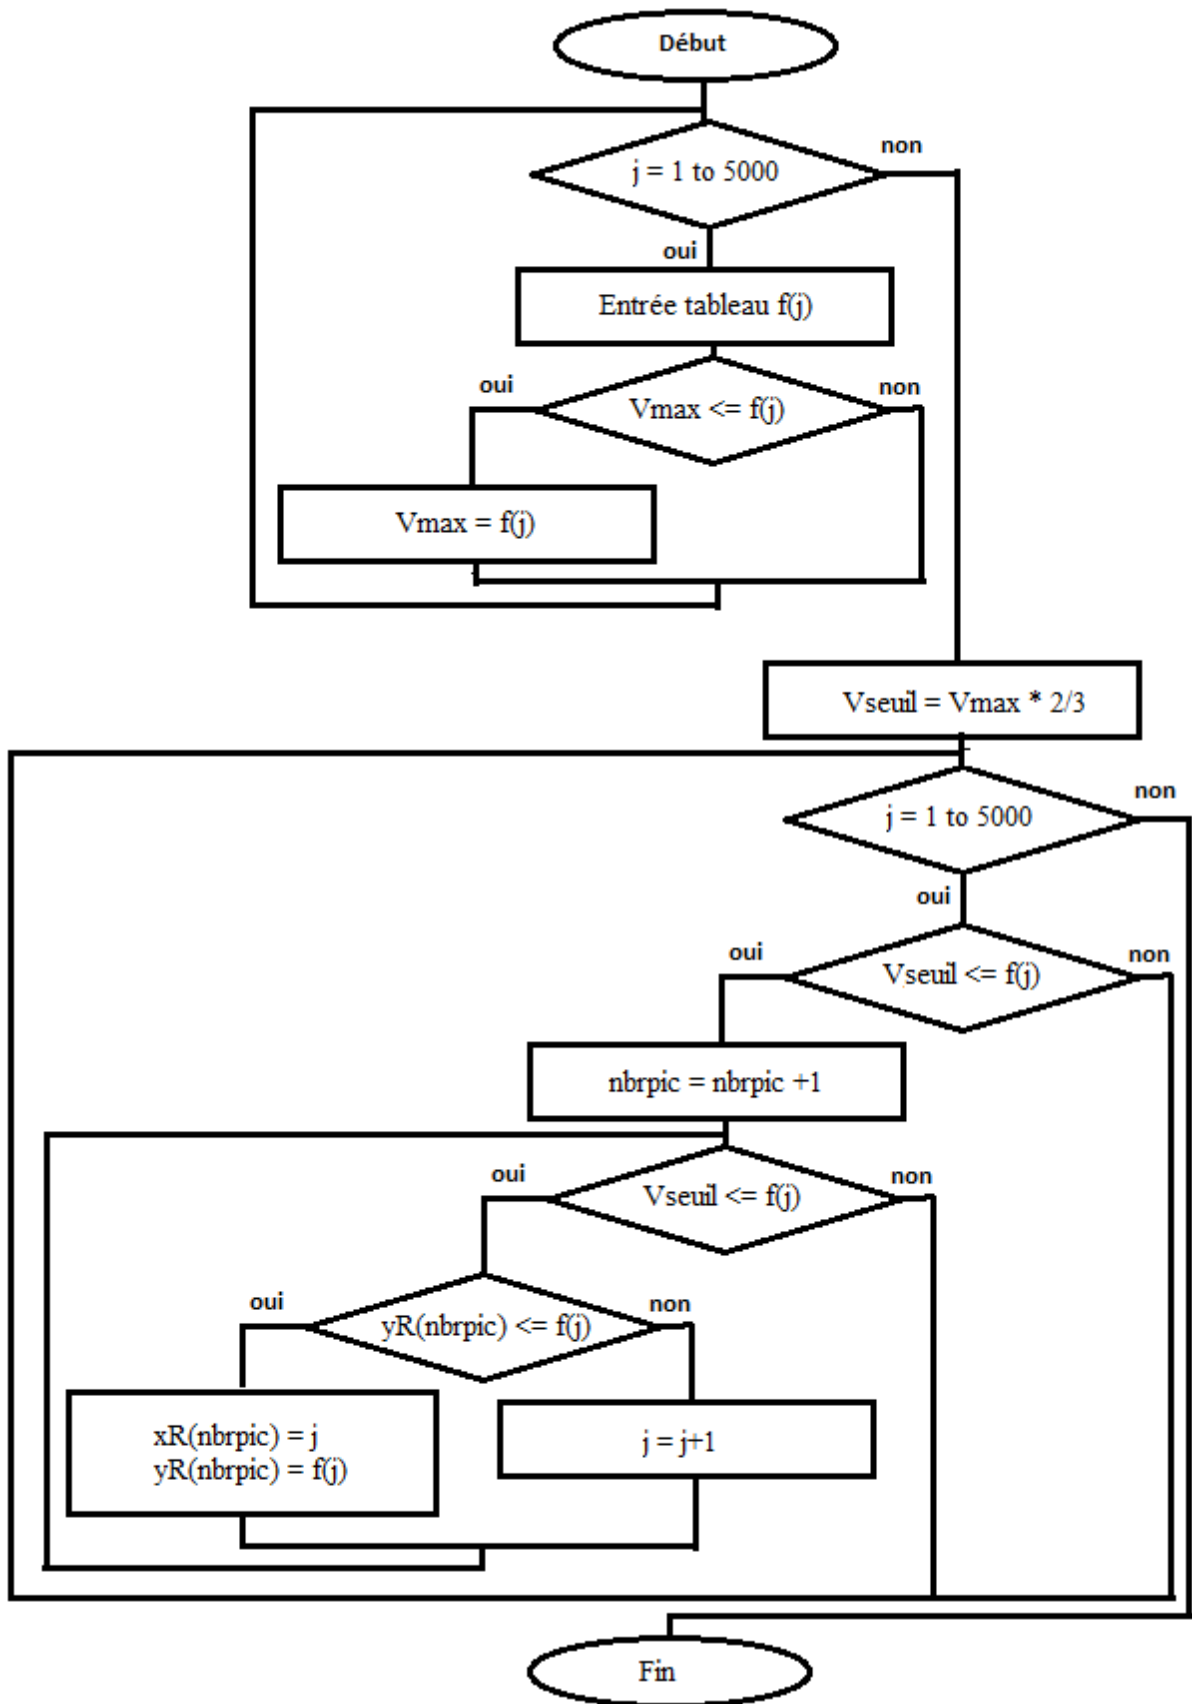 Début
j = 1 to 5000
non
oui
Entrée tableau f(j)
oui
non
Vmax <= f(j)
Vmax = f(j)
Vseuil = Vmax * 2/3
j = 1 to 5000
non
oui
oui
non
Vseuil <= f(j)
nbrpic = nbrpic +1
oui
non
Vseuil <= f(j)
oui
non
yR(nbrpic) <= f(j)
xR(nbrpic) = j
yR(nbrpic) = f(j)
j = j+1
Fin